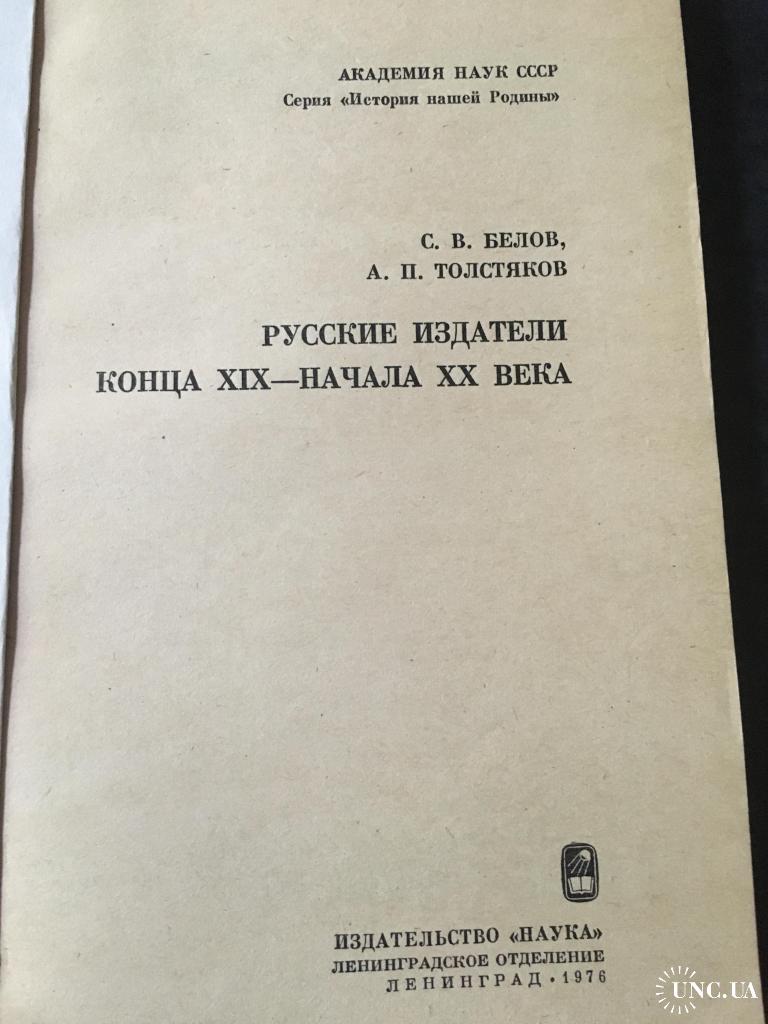 АКАДЕМИЯ НАУК СССР
Серия «История нашей Родины»
С. В. БЕЛОВ,
А. П. ТОЛСТЯКОВ
РУССКИЕ ИЗДАТЕЛИ
КОНЦА XIX—НАЧАЛА XX ВЕКА
ИЗДАТЕЛЬСТВО «НАУКА»
ЛЕНИНГРАДСКОЕ ОТДЕЛЕНИЕ
ЛЕНИНГРАД · 1976
UNC.UA